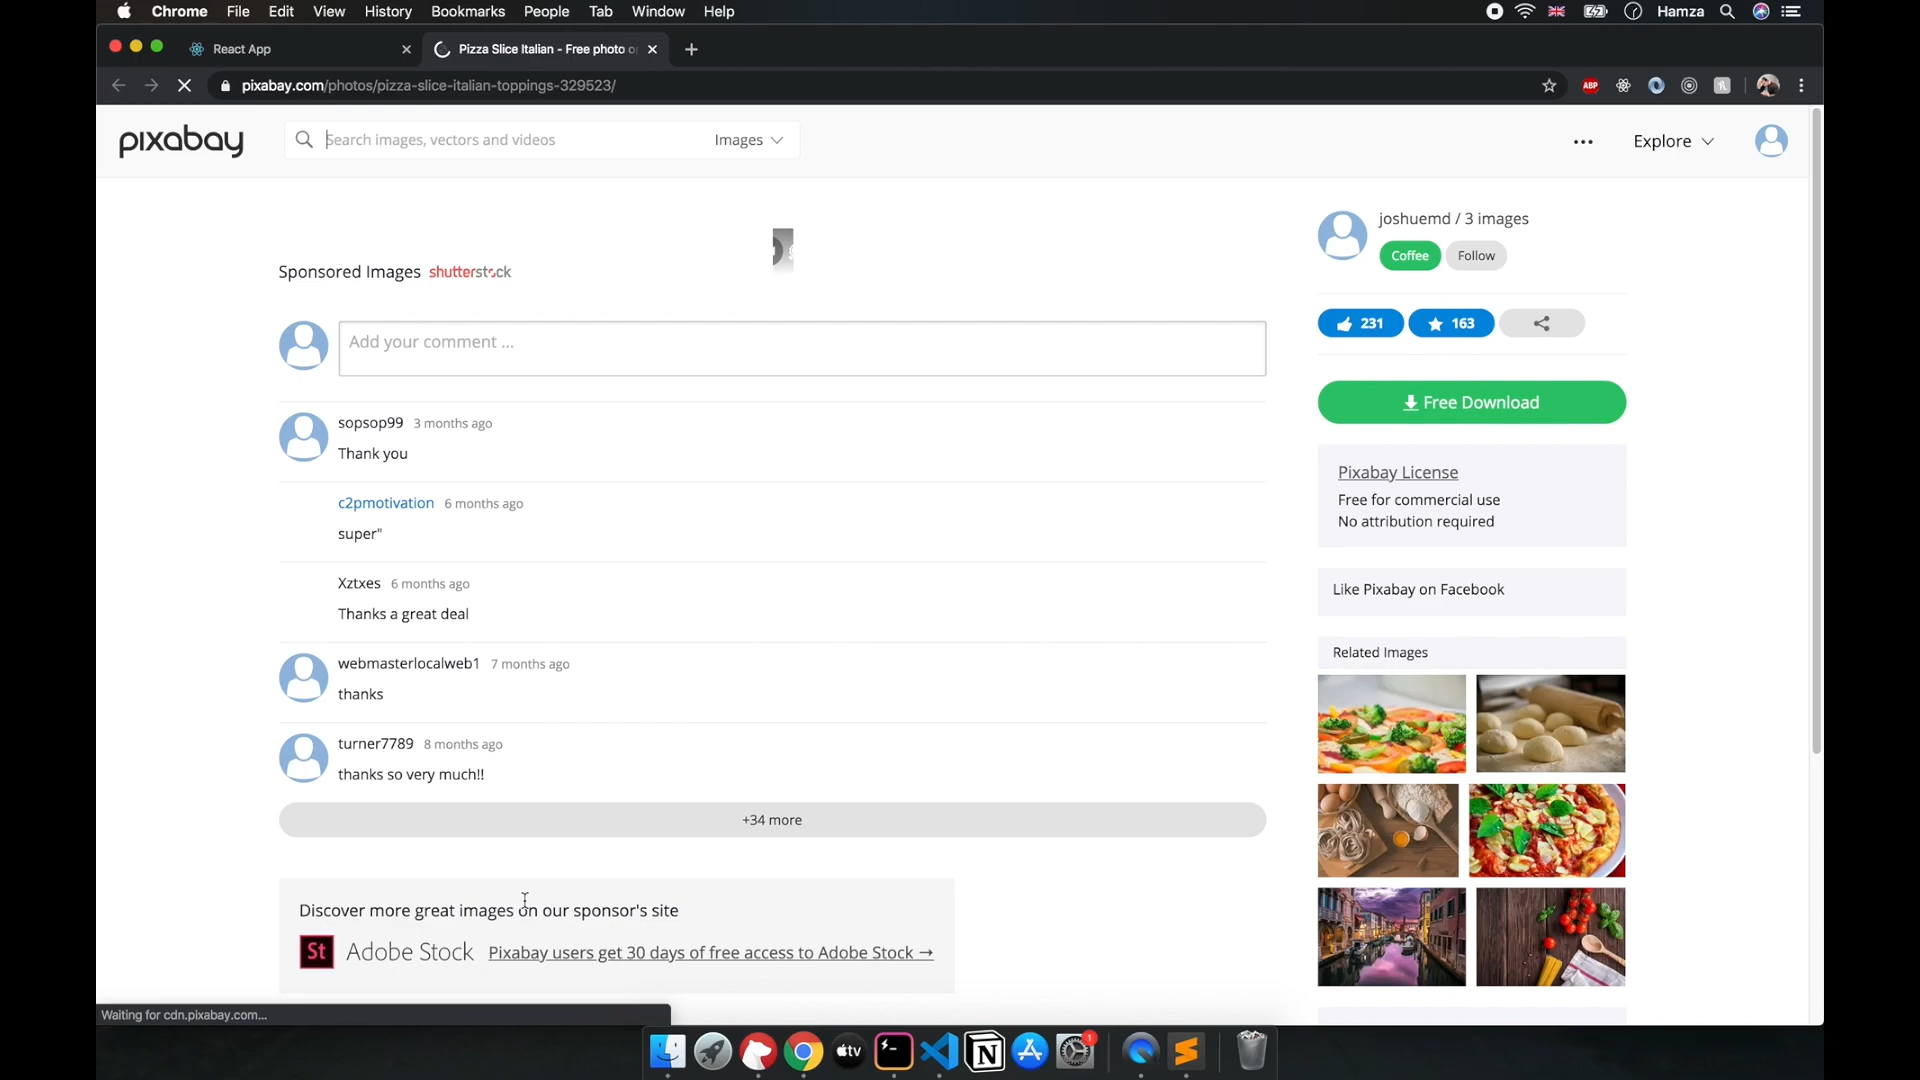 Chrome File Edit View History Bookmarks People Tab Window Help
Hamza
React App
Pizza Slice Italian - Free photo o
pixabay.com/photos/pizza-slice-italian-toppings-329523/
ABP
pixabay
Search images, vectors and videos
Images
Explore
joshuemd / 3 images
Coffee
Follow
Sponsored Images shutterstock
231
163
Add your comment ...
Free Download
sopsop99 3 months ago
Thank you
Pixabay License
Free for commercial use
No attribution required
c2pmotivation 6 months ago
super"
Xztxes 6 months ago
Thanks a great deal
Like Pixabay on Facebook
webmasterlocalweb1 7 months ago
thanks
Related Images
turner7789 8 months ago
thanks so very much!!
+34 more
Discover more great images on our sponsor's site
St Adobe Stock Pixabay users get 30 days of free access to Adobe Stock →
Waiting for cdn.pixabay.com...
tv
1